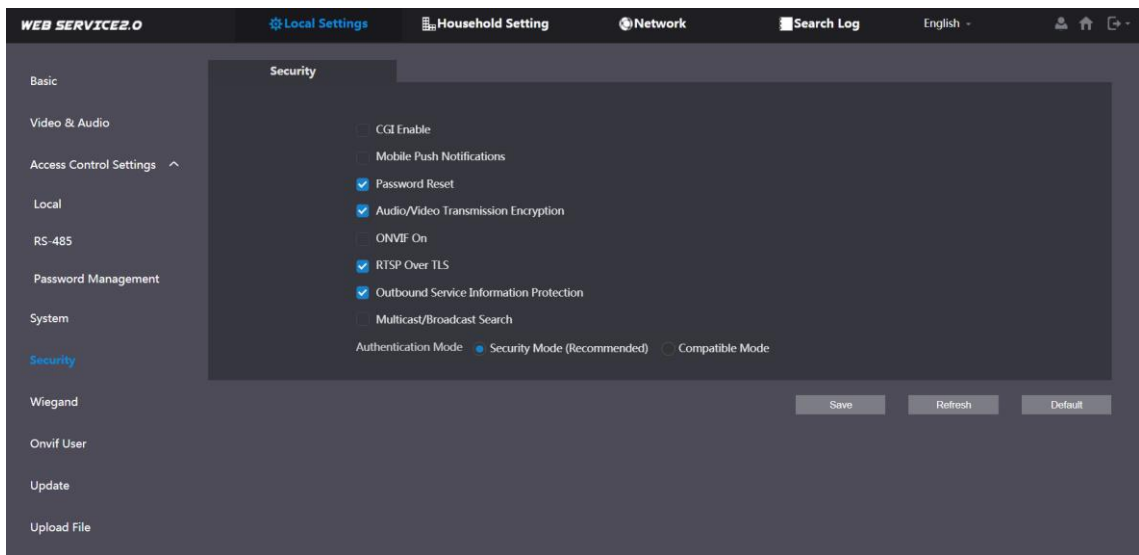 WEB SERVICE2.0
Local Settings
Household Setting
Network
Search Log
English
Basic
Video & Audio
Access Control Settings
Local
RS-485
Password Management
System
Security
Wiegand
Onvif User
Update
Upload File
Security
CGI Enable
Mobile Push Notifications
Password Reset
Audio/Video Transmission Encryption
ONVIF On
RTSP Over TLS
Outbound Service Information Protection
Multicast/Broadcast Search
Authentication Mode Security Mode (Recommended) Compatible Mode
Save Refresh Default